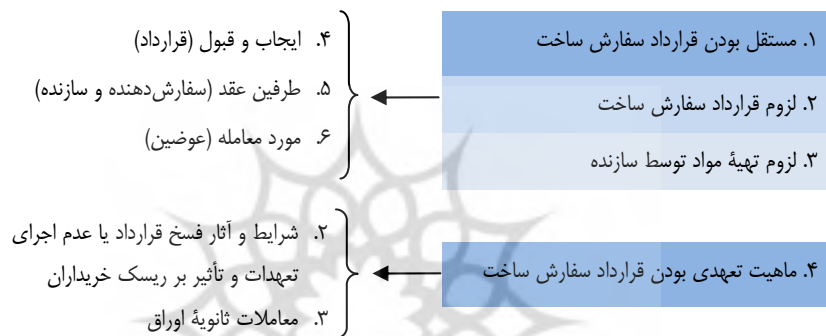 ۱. مستقل بودن قرارداد سفارش ساخت
۲. لزوم قرارداد سفارش ساخت
۳. لزوم تهیۀ مواد توسط سازنده
۴. ایجاب و قبول (قرارداد)
۵. طرفین عقد (سفارش‌دهنده و سازنده)
۶. مورد معامله (عوضین)
۴. ماهیت تعهدی بودن قرارداد سفارش ساخت
۲. شرایط و آثار فسخ قرارداد یا عدم اجرای
تعهدات و تأثیر بر ریسک خریداران
۳. معاملات ثانویۀ اوراق